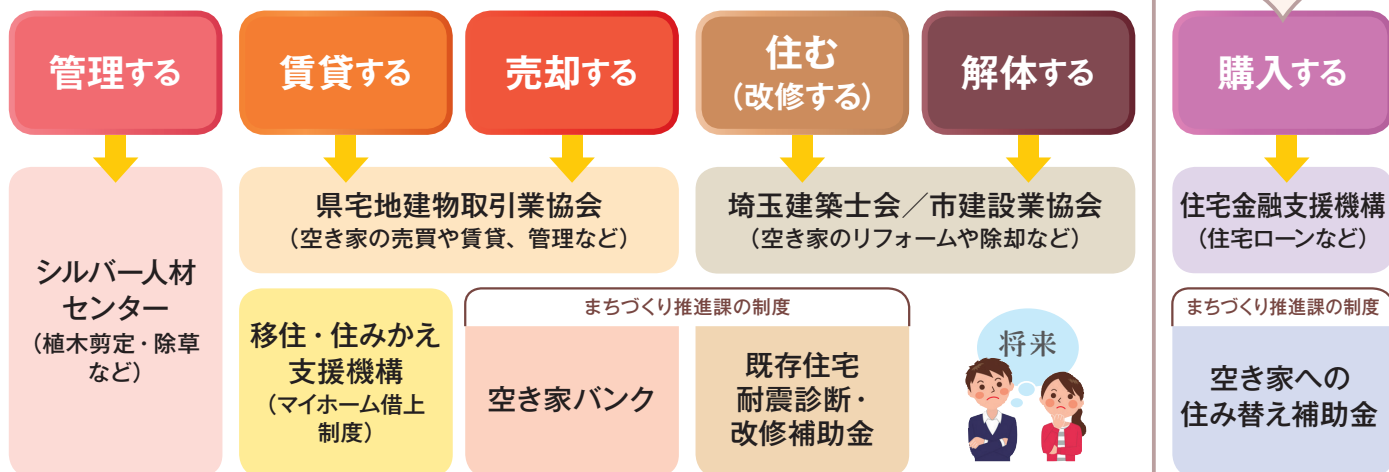 管理する
賃貸する
売却する
住む
（改修する）
解体する
購入する
シルバー人材
センター
（植木剪定・除草
など）
県宅地建物取引業協会
（空き家の売買や賃貸、管理など）
埼玉建築士会／市建設業協会
（空き家のリフォームや除却など）
住宅金融支援機構
（住宅ローンなど）
移住・住みかえ
支援機構
（マイホーム借上
制度）
まちづくり推進課の制度
空き家バンク
既存住宅
耐震診断・
改修補助金
将来
まちづくり推進課の制度
空き家への
住み替え補助金